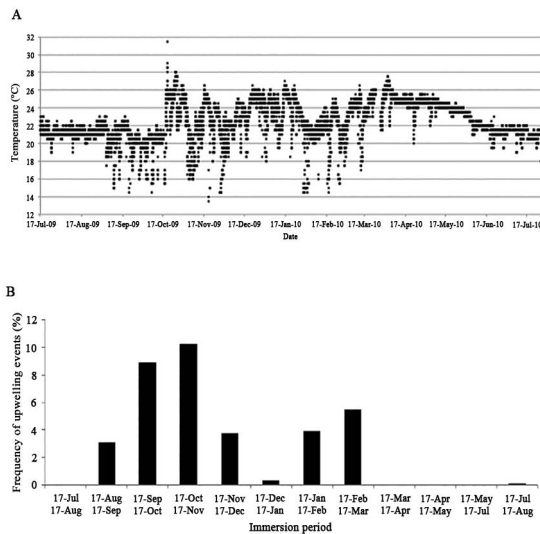 A
Temperature (°C)
32
30
28
26
24
22
20
18
16
14
12
17-Jul-09 17-Aug-09 17-Sep-09 17-Oct-09 17-Nov-09 17-Dec-09 17-Jan-10 17-Feb-10 17-Mar-10 17-Apr-10 17-May-10 17-Jun-10 17-Jul-10
Date
B
Frequency of upwelling events (%)
12
10
8
6
4
2
0
17-Jul 17-Aug 17-Sep 17-Oct 17-Nov 17-Dec 17-Jan 17-Feb 17-Mar 17-Apr 17-May 17-Jul
17-Aug 17-Sep 17-Oct 17-Nov 17-Dec 17-Jan 17-Feb 17-Mar 17-Apr 17-May 17-Jul 17-Aug
Immersion period